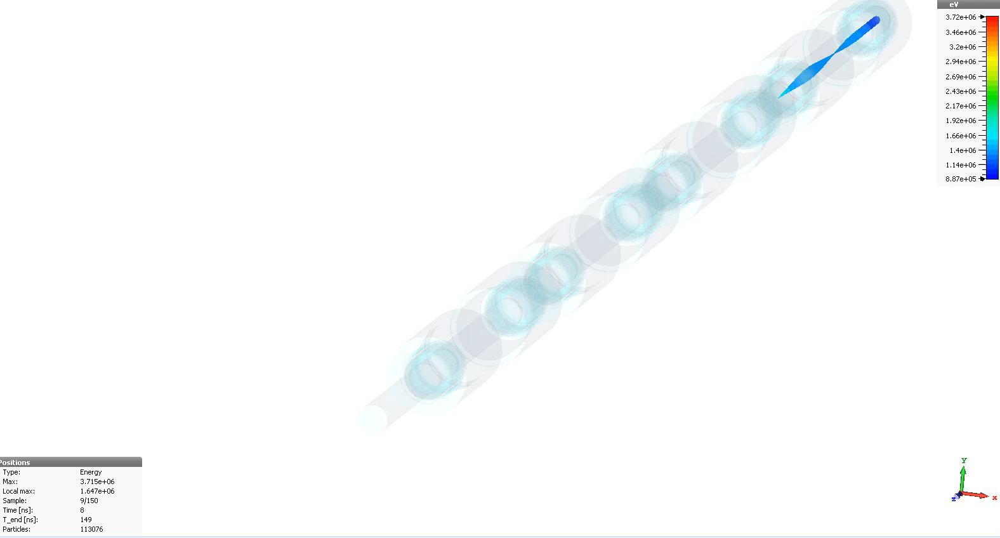 eV
3.72e+06
3.46e+06
3.2e+06
2.94e+06
2.69e+06
2.43e+06
2.17e+06
1.92e+06
1.66e+06
1.4e+06
1.14e+06
8.87e+05
Positions
Type: Energy
Max: 3.715e+06
Local max: 1.647e+06
Sample: 9/150
Time [ns]: 8
T_end [ns]: 149
Particles: 113076
y
z
x